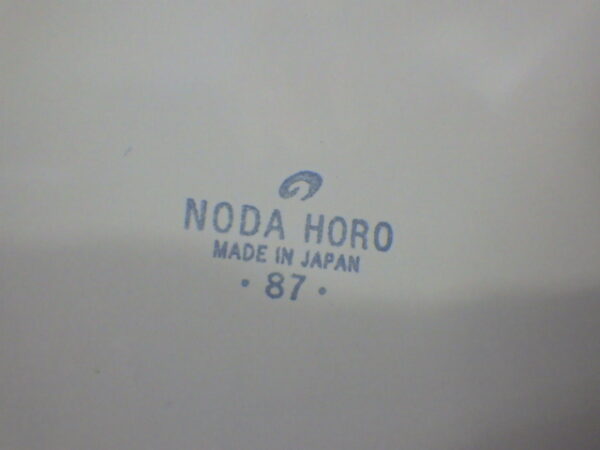 NODA HORO
MADE IN JAPAN
· 87 ·